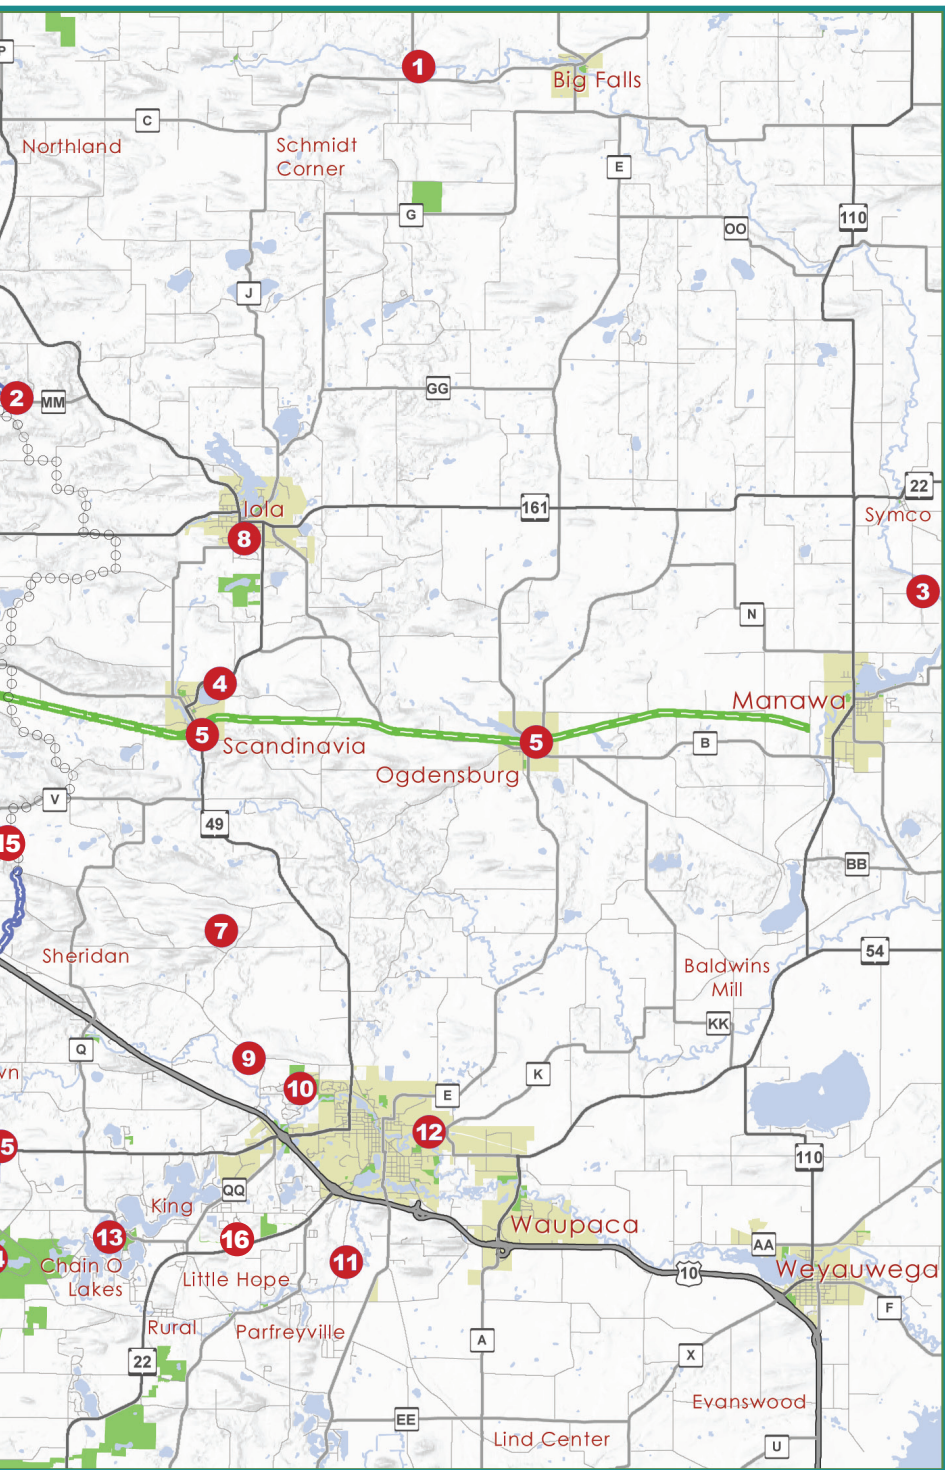 P
1
Big Falls
C
Northland
Schmidt
Corner
E
G
OO
110
J
2
MM
GG
22
161
Iola
Symco
8
3
N
4
Manawa
5
5
Scandinavia
B
Ogdensburg
V
49
15
BB
7
Sheridan
54
Baldwins
Mill
KK
Q
9
K
10
E
12
5
110
QQ
King
Waupaca
13
16
AA
11
Chain O
Lakes
Little Hope
10
Weyauwega
F
Rural
Parfreyville
A
22
X
Evanswood
EE
Lind Center
U